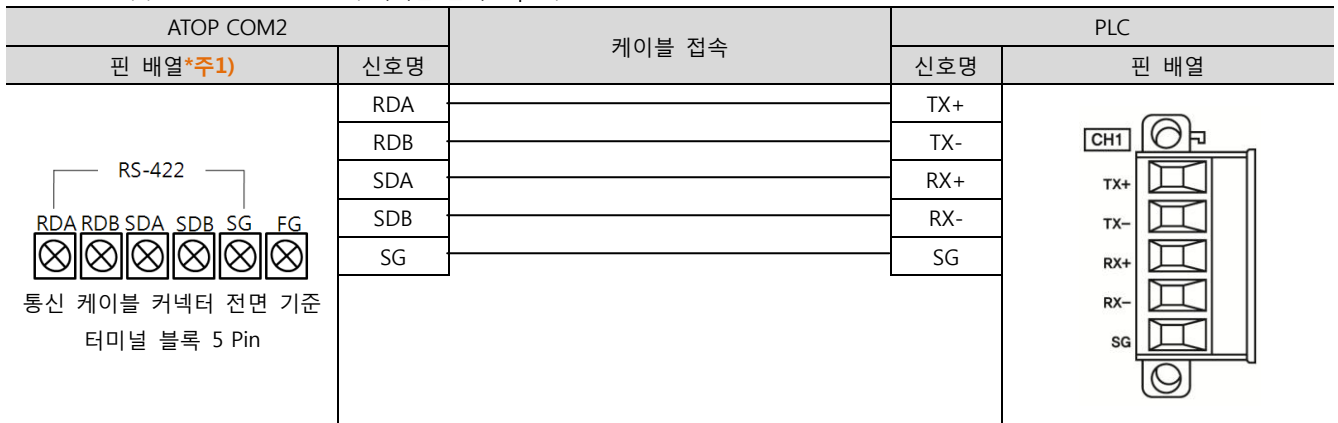 ATOP COM2 케이블 접속 PLC
핀 배열*주1) 신호명 신호명 핀 배열
RDA TX+
RDB TX-
SDA RX+
SDB RX-
SG SG
RS-422
RDA RDB SDA SDB SG FG
통신 케이블 커넥터 전면 기준
터미널 블록 5 Pin
CH1
TX+
TX-
RX+
RX-
SG